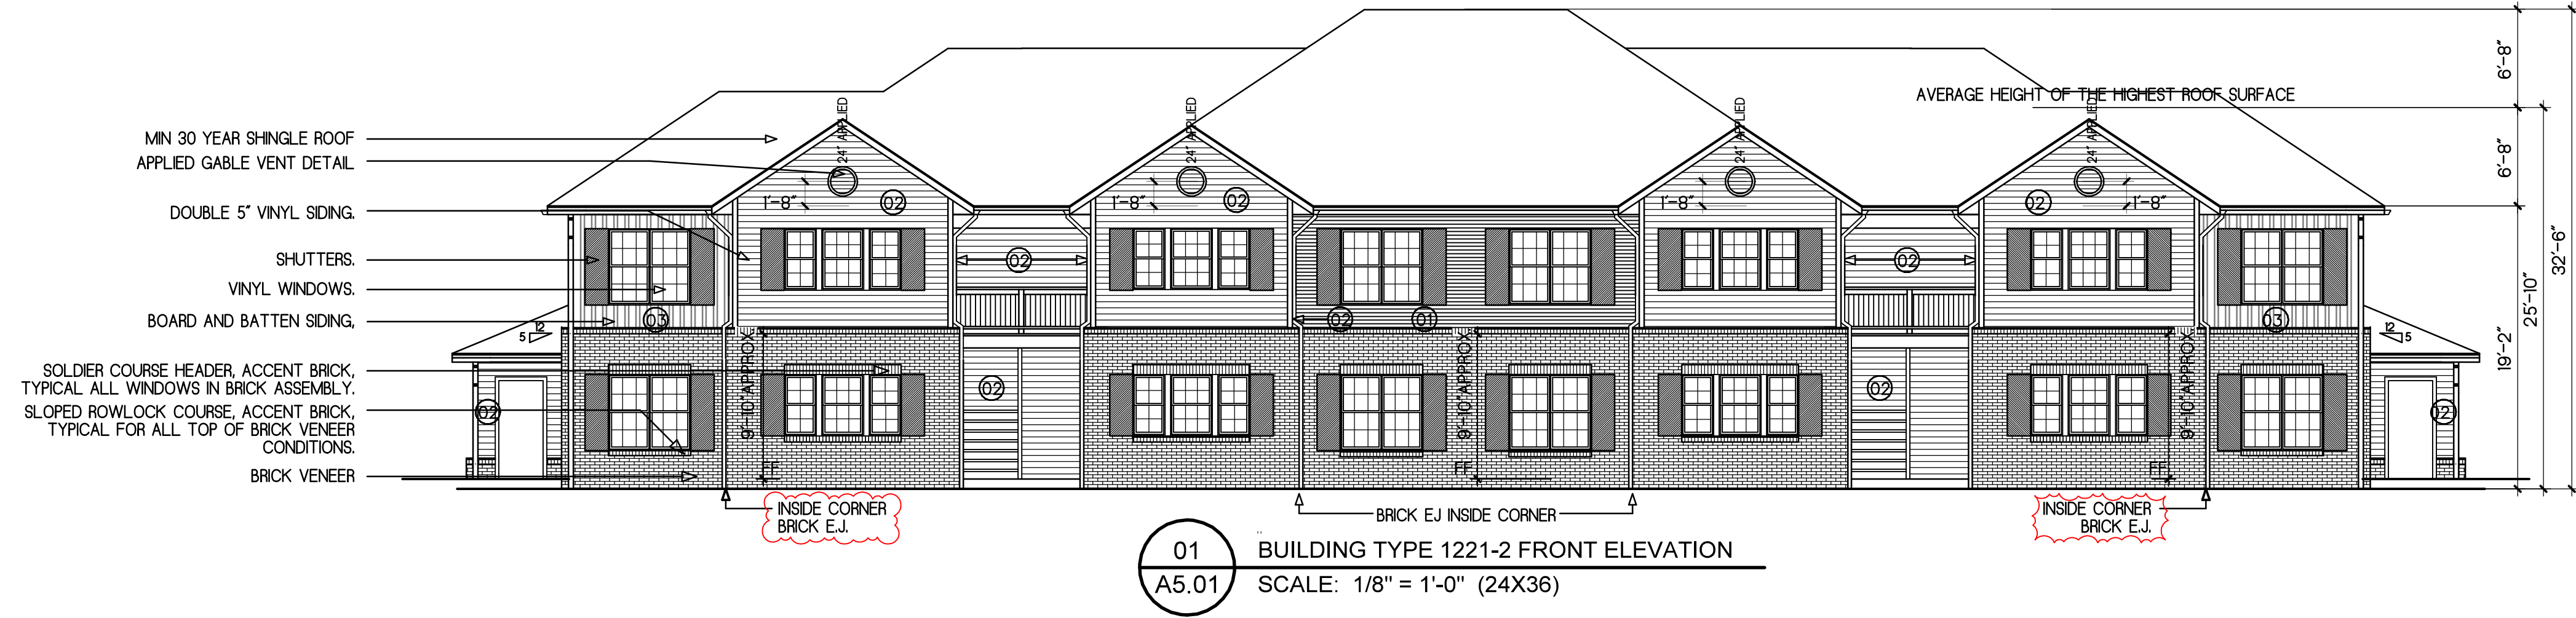 AVERAGE HEIGHT OF THE HIGHEST ROOF SURFACE
MIN 30 YEAR SHINGLE ROOF
APPLIED GABLE VENT DETAIL
DOUBLE 5" VINYL SIDING.
SHUTTERS.
VINYL WINDOWS.
BOARD AND BATTEN SIDING,
SOLDIER COURSE HEADER, ACCENT BRICK,
TYPICAL ALL WINDOWS IN BRICK ASSEMBLY.
SLOPED ROWLOCK COURSE, ACCENT BRICK,
TYPICAL FOR ALL TOP OF BRICK VENEER
CONDITIONS.
BRICK VENEER
24" APPLIED
24" APPLIED
24" APPLIED
24" APPLIED
1'-8"
1'-8"
1'-8"
1'-8"
02
02
02
02
02
02
03
02
01
03
12
5
12
5
02
02
02
02
9'-10"APPROX.
9'-10"APPROX.
9'-10"APPROX.
FF
FF
FF
6'-8"
6'-8"
19'-2"
25'-10"
32'-6"
INSIDE CORNER
BRICK E.J.
BRICK EJ INSIDE CORNER
INSIDE CORNER
BRICK E.J.
01
A5.01
BUILDING TYPE 1221-2 FRONT ELEVATION
SCALE: 1/8" = 1'-0" (24X36)